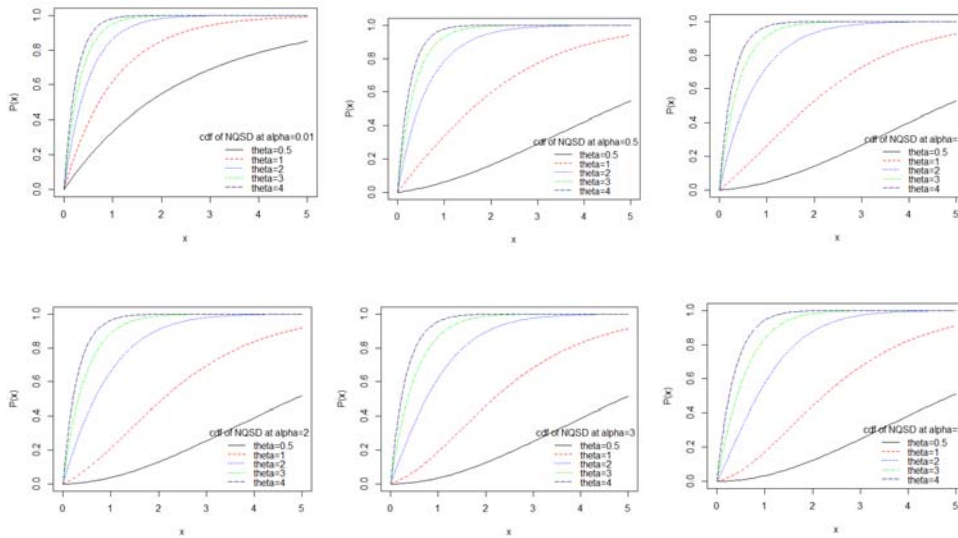 P(x)
1.0
0.8
0.6
0.4
0.2
0.0
cdf of NQSD at alpha=0.01
theta=0.5
theta=1
theta=2
theta=3
theta=4
0 1 2 3 4 5
x
P(x)
1.0
0.8
0.6
0.4
0.2
0.0
cdf of NQSD at alpha=0.5
theta=0.5
theta=1
theta=2
theta=3
theta=4
0 1 2 3 4 5
x
P(x)
1.0
0.8
0.6
0.4
0.2
0.0
cdf of NQSD at alpha=
theta=0.5
theta=1
theta=2
theta=3
theta=4
0 1 2 3 4 5
x
P(x)
1.0
0.8
0.6
0.4
0.2
0.0
cdf of NQSD at alpha=2
theta=0.5
theta=1
theta=2
theta=3
theta=4
0 1 2 3 4 5
x
P(x)
1.0
0.8
0.6
0.4
0.2
0.0
cdf of NQSD at alpha=3
theta=0.5
theta=1
theta=2
theta=3
theta=4
0 1 2 3 4 5
x
P(x)
1.0
0.8
0.6
0.4
0.2
0.0
cdf of NQSD at alpha=
theta=0.5
theta=1
theta=2
theta=3
theta=4
0 1 2 3 4 5
x